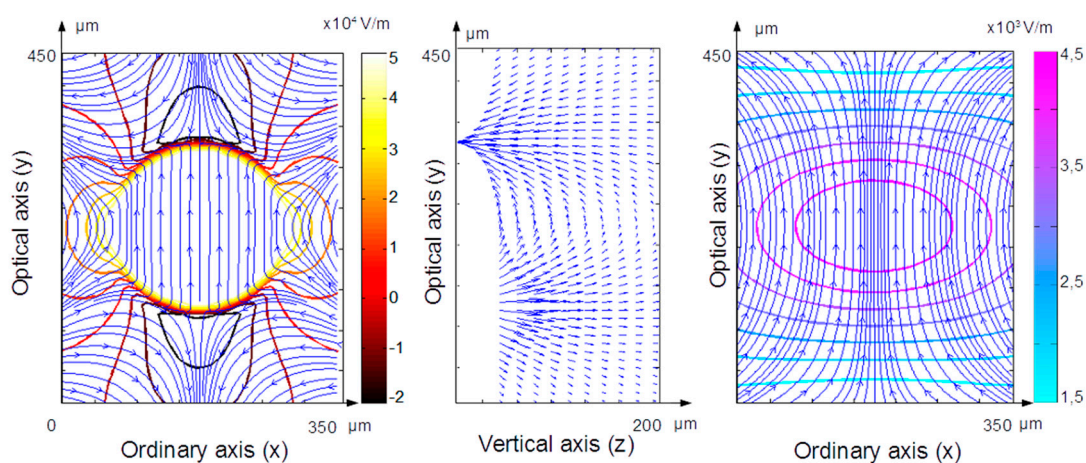 μm
x10⁴ V/m
450
Optical axis (y)
5
4
3
2
1
0
-1
-2
0
350 μm
Ordinary axis (x)
μm
450
Optical axis (y)
200 μm
Vertical axis (z)
μm
x10³ V/m
450
Optical axis (y)
4,5
3,5
2,5
1,5
350 μm
Ordinary axis (x)